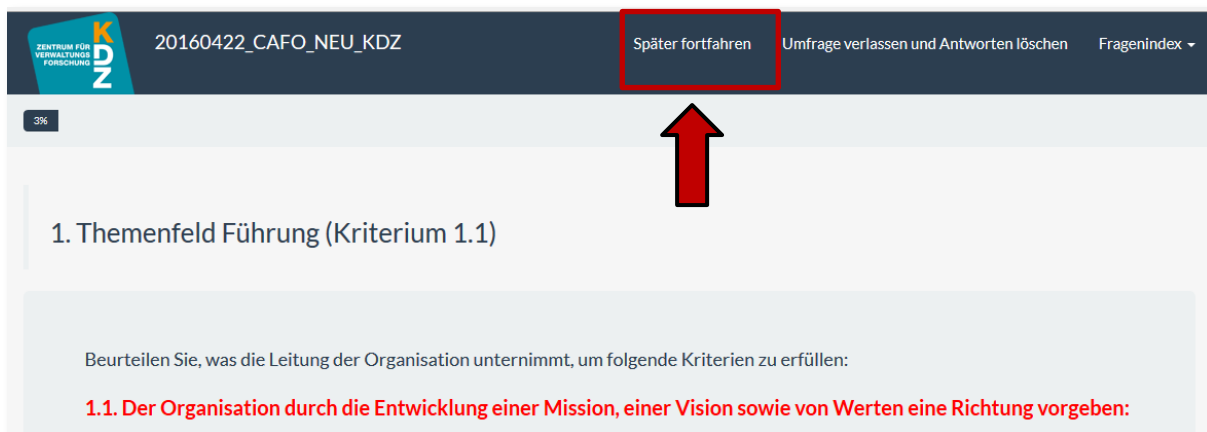 ZENTRUM FÜR
VERWALTUNGS
FORSCHUNG
KDZ
20160422_CAFO_NEU_KDZ
Später fortfahren
Umfrage verlassen und Antworten löschen
Fragenindex
3%
1. Themenfeld Führung (Kriterium 1.1)
Beurteilen Sie, was die Leitung der Organisation unternimmt, um folgende Kriterien zu erfüllen:
1.1. Der Organisation durch die Entwicklung einer Mission, einer Vision sowie von Werten eine Richtung vorgeben: